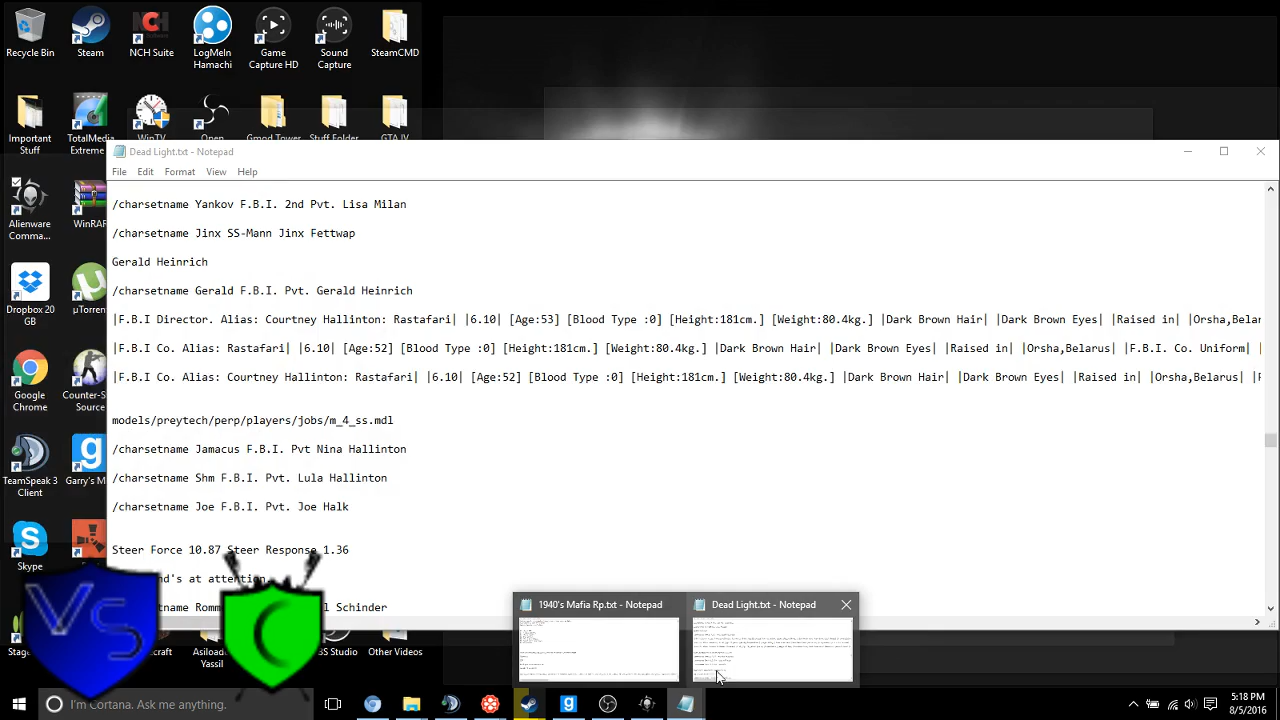 Recycle Bin
Steam
NCH Suite
LogMeIn
Hamachi
Game
Capture HD
Sound
Capture
SteamCMD
Important
Stuff
TotalMedia
Extreme
WinTV
Open
Gmod Tower
Stuff Folder
GTA IV
Dead Light.txt - Notepad
File Edit Format View Help
Alienware
Comma...
WinRAR
Dropbox 20
GB
µTorrent
Google
Chrome
Counter-S
Source
TeamSpeak 3
Client
Garry's M
Skype
/charsetname Yankov F.B.I. 2nd Pvt. Lisa Milan
/charsetname Jinx SS-Mann Jinx Fettwap
Gerald Heinrich
/charsetname Gerald F.B.I. Pvt. Gerald Heinrich
|F.B.I Director. Alias: Courtney Hallinton: Rastafari| |6.10| [Age:53] [Blood Type :0] [Height:181cm.] [Weight:80.4kg.] |Dark Brown Hair| |Dark Brown Eyes| |Raised in| |Orsha,Belar
|F.B.I Co. Alias: Rastafari| |6.10| [Age:52] [Blood Type :0] [Height:181cm.] [Weight:80.4kg.] |Dark Brown Hair| |Dark Brown Eyes| |Raised in| |Orsha,Belarus| |F.B.I. Co. Uniform| |
|F.B.I Co. Alias: Courtney Hallinton: Rastafari| |6.10| [Age:52] [Blood Type :0] [Height:181cm.] [Weight:80.4kg.] |Dark Brown Hair| |Dark Brown Eyes| |Raised in| |Orsha,Belarus| |F
models/preytech/perp/players/jobs/m_4_ss.mdl
/charsetname Jamacus F.B.I. Pvt Nina Hallinton
/charsetname Shm F.B.I. Pvt. Lula Hallinton
/charsetname Joe F.B.I. Pvt. Joe Halk
Steer Force 10.87 Steer Response 1.36
nd's at attention.
name Romm l Schinder
1940's Mafia Rp.txt - Notepad
Dead Light.txt - Notepad
Studios
Other Videos
I'm Cortana. Ask me anything.
5:18 PM
8/5/2016